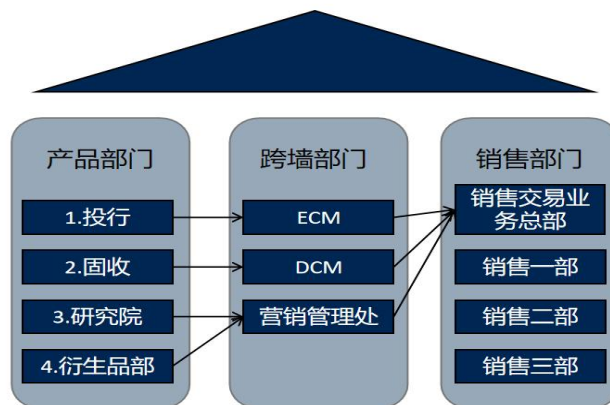 产品部门
1.投行
2.固收
3.研究院
4.衍生品部
跨墙部门
ECM
DCM
营销管理处
销售部门
销售交易业
务总部
销售一部
销售二部
销售三部